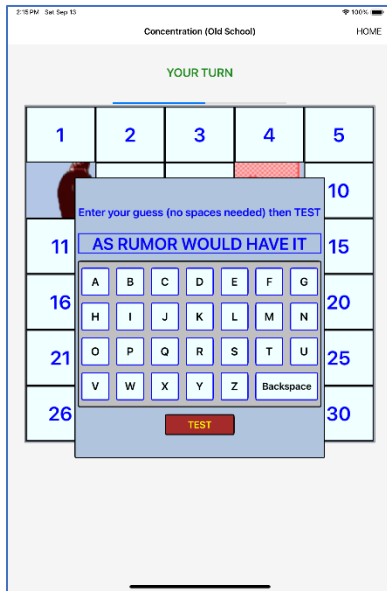 2:15 PM Sat Sep 13 100%
Concentration (Old School) HOME
YOUR TURN
1 2 3 4 5
10
Enter your guess (no spaces needed) then TEST
11 AS RUMOR WOULD HAVE IT 15
A B C D E F G
16 H I J K L M N 20
21 O P Q R S T U 25
V W X Y Z Backspace
26 TEST 30